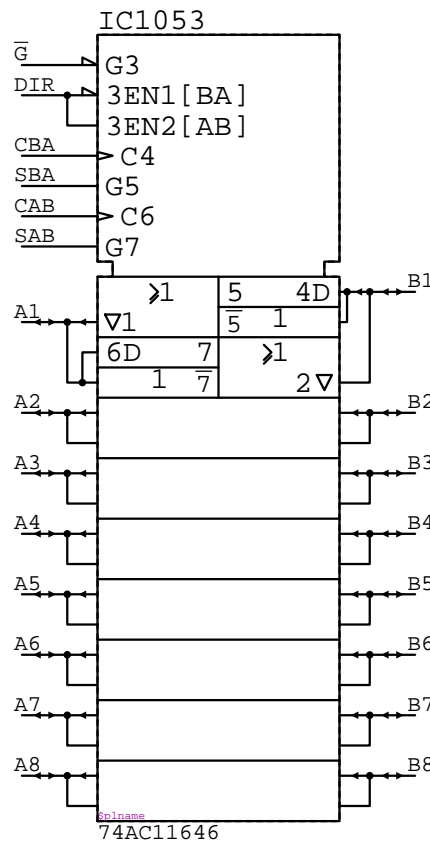 IC1053
G̅ G3
DIR 3EN1[BA]
3EN2[AB]
CBA C4
SBA G5
CAB C6
SAB G7
≥1 5 4D B1
A1 ▽1 5̅ 1
6D 7 ≥1
1 7̅ 2▽
A2 B2
A3 B3
A4 B4
A5 B5
A6 B6
A7 B7
A8 B8
$plname
74AC11646